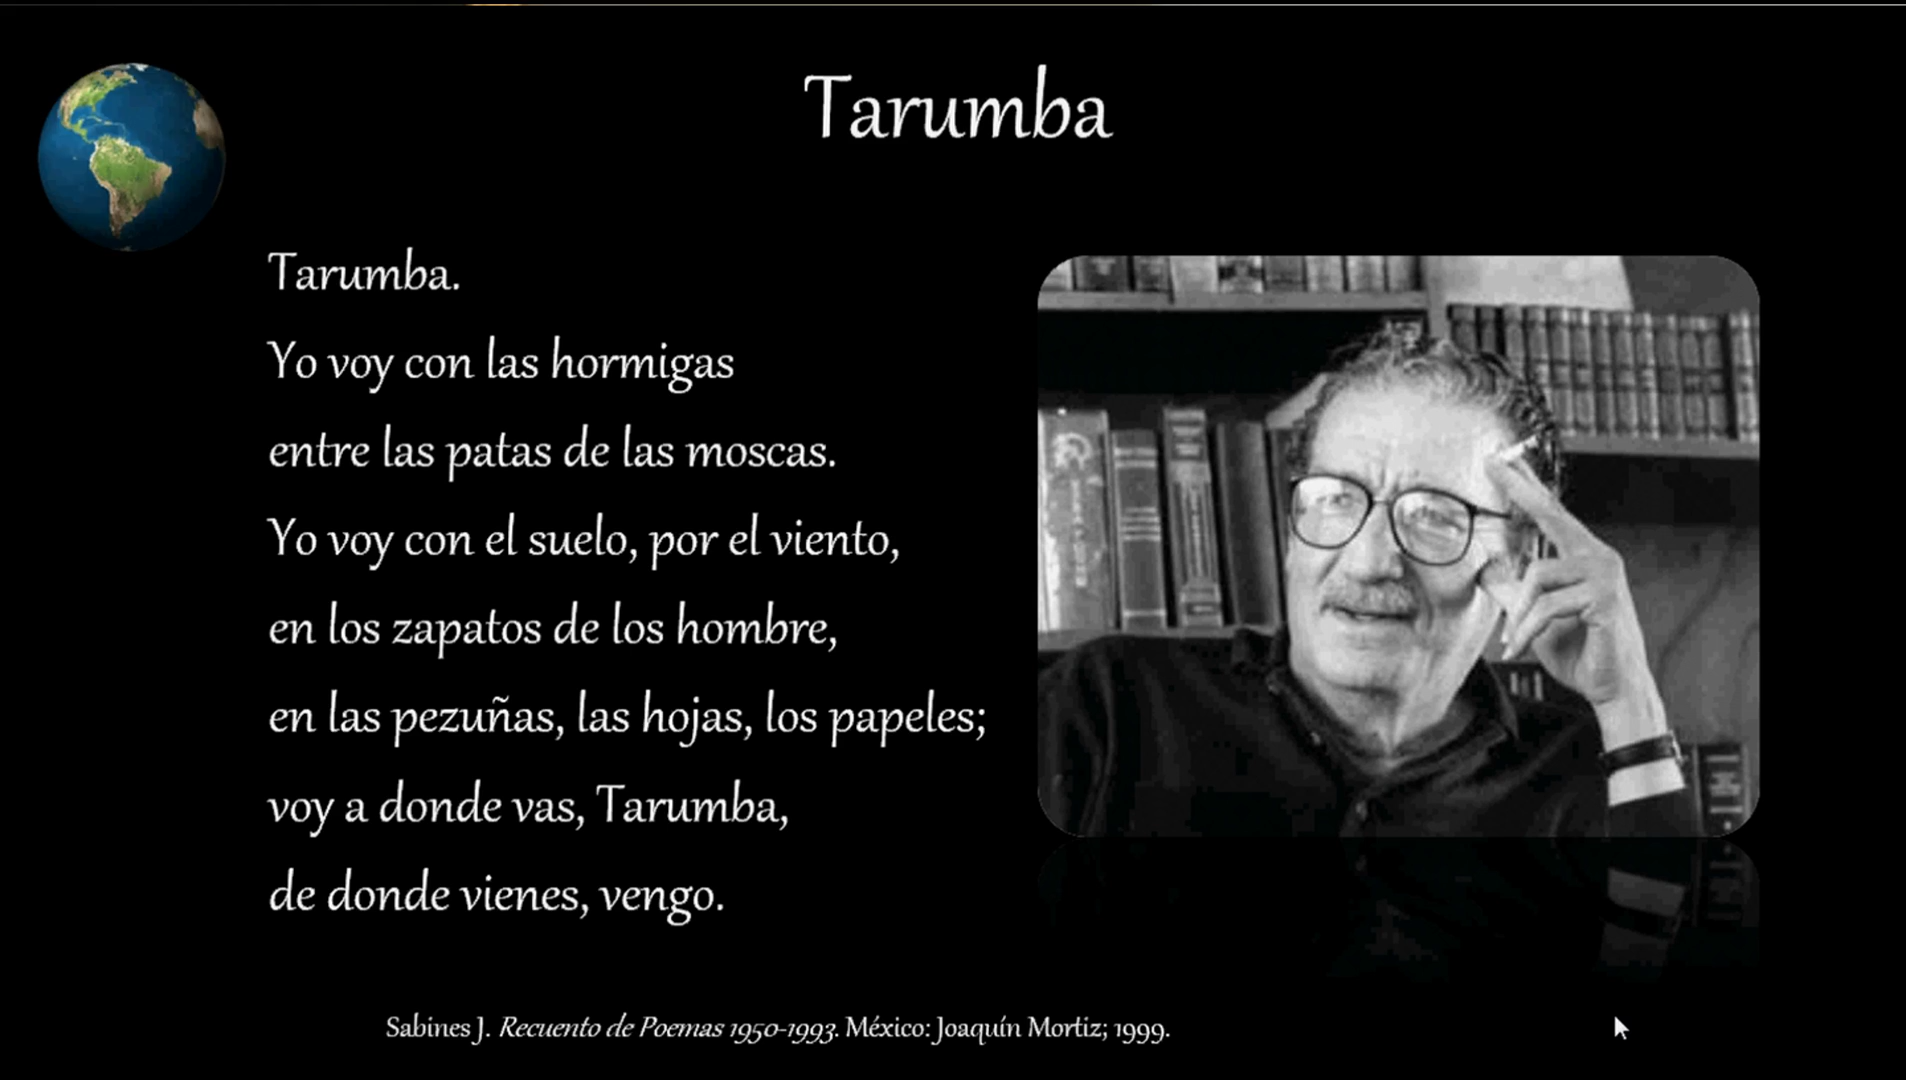 Tarumba
Tarumba.
Yo voy con las hormigas
entre las patas de las moscas.
Yo voy con el suelo, por el viento,
en los zapatos de los hombre,
en las pezuñas, las hojas, los papeles;
voy a donde vas, Tarumba,
de donde vienes, vengo.
Sabines J. Recuento de Poemas 1950-1993. México: Joaquín Mortiz; 1999.